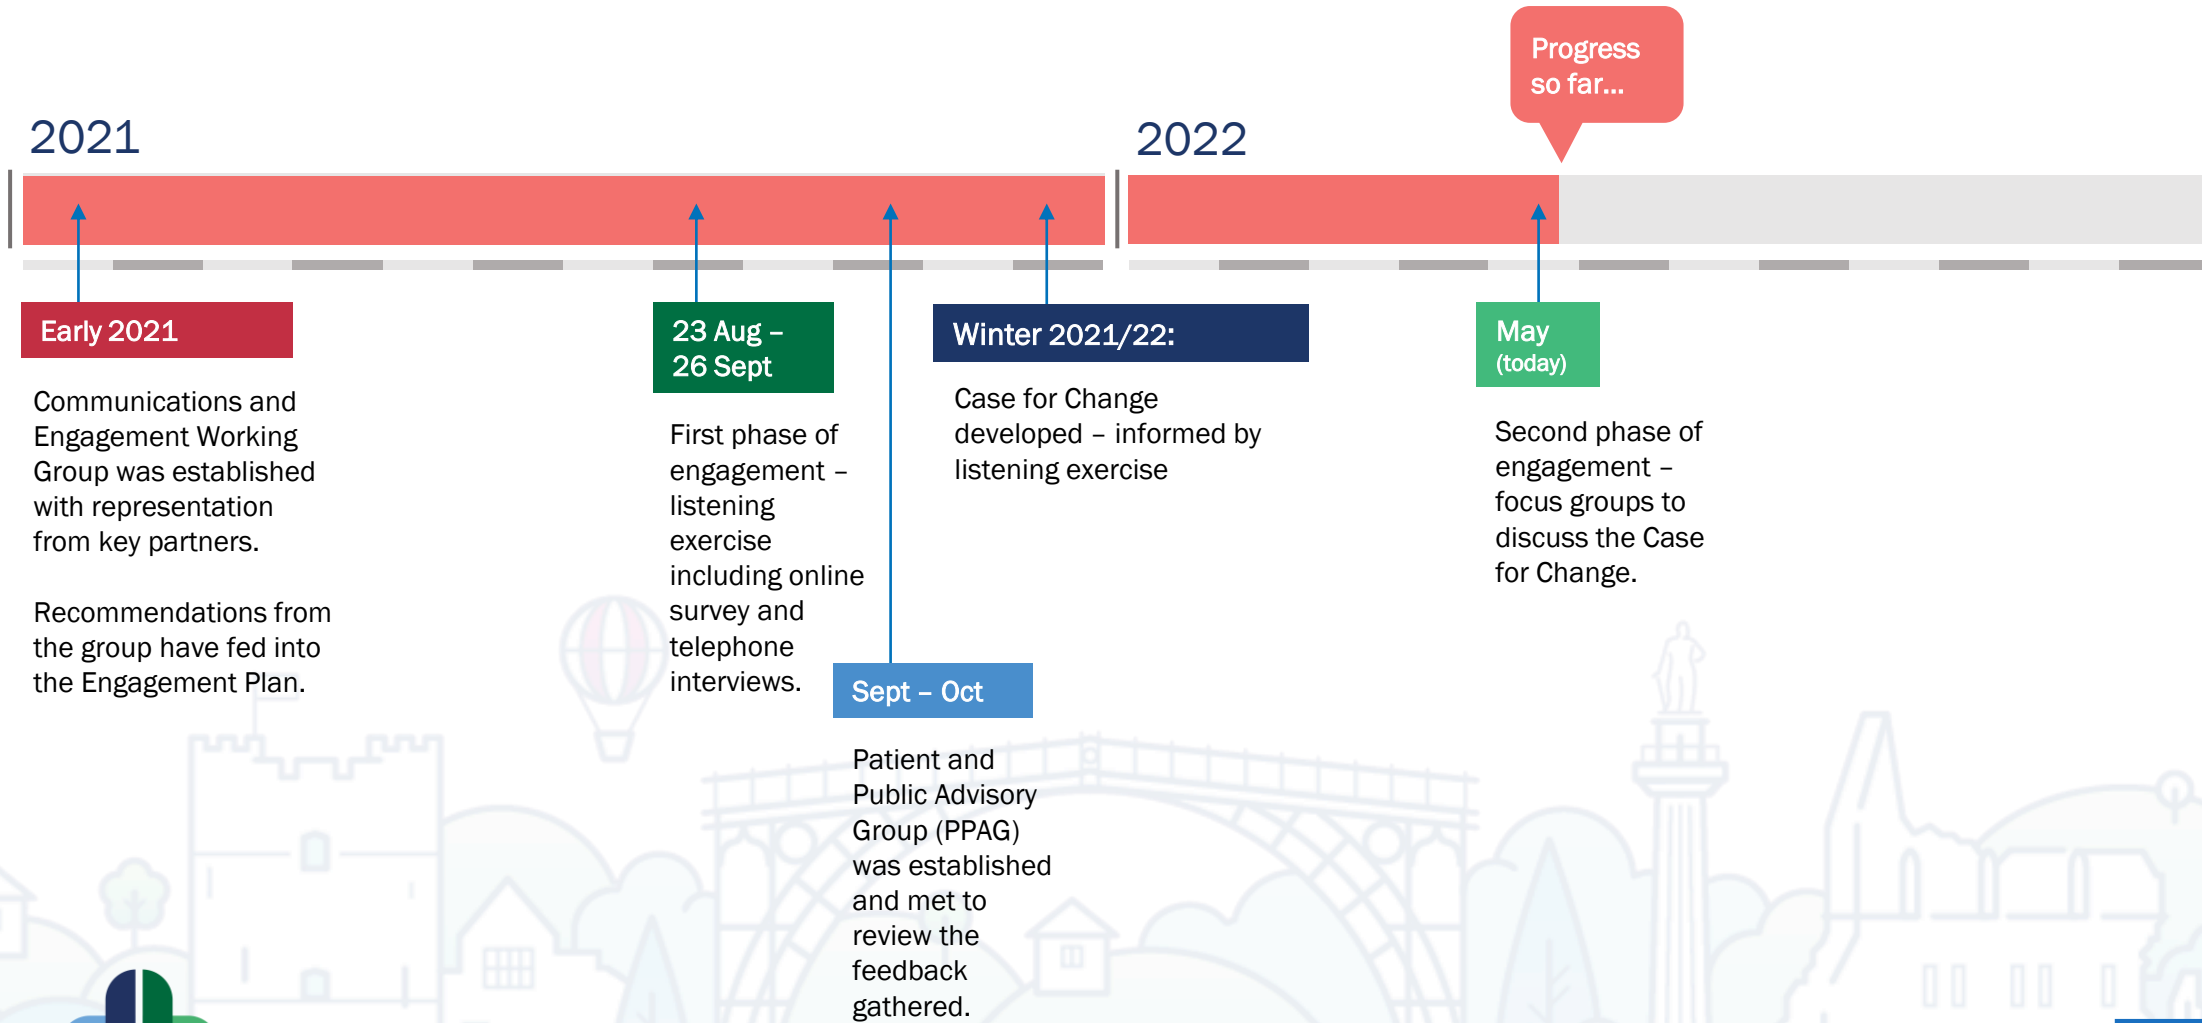 Progress
so far...
2021
2022
Early 2021
Communications and
Engagement Working
Group was established
with representation
from key partners.
Recommendations from
the group have fed into
the Engagement Plan.
23 Aug –
26 Sept
First phase of
engagement –
listening
exercise
including online
survey and
telephone
interviews.
Sept – Oct
Patient and
Public Advisory
Group (PPAG)
was established
and met to
review the
feedback
gathered.
Winter 2021/22:
Case for Change
developed – informed by
listening exercise
May
(today)
Second phase of
engagement –
focus groups to
discuss the Case
for Change.